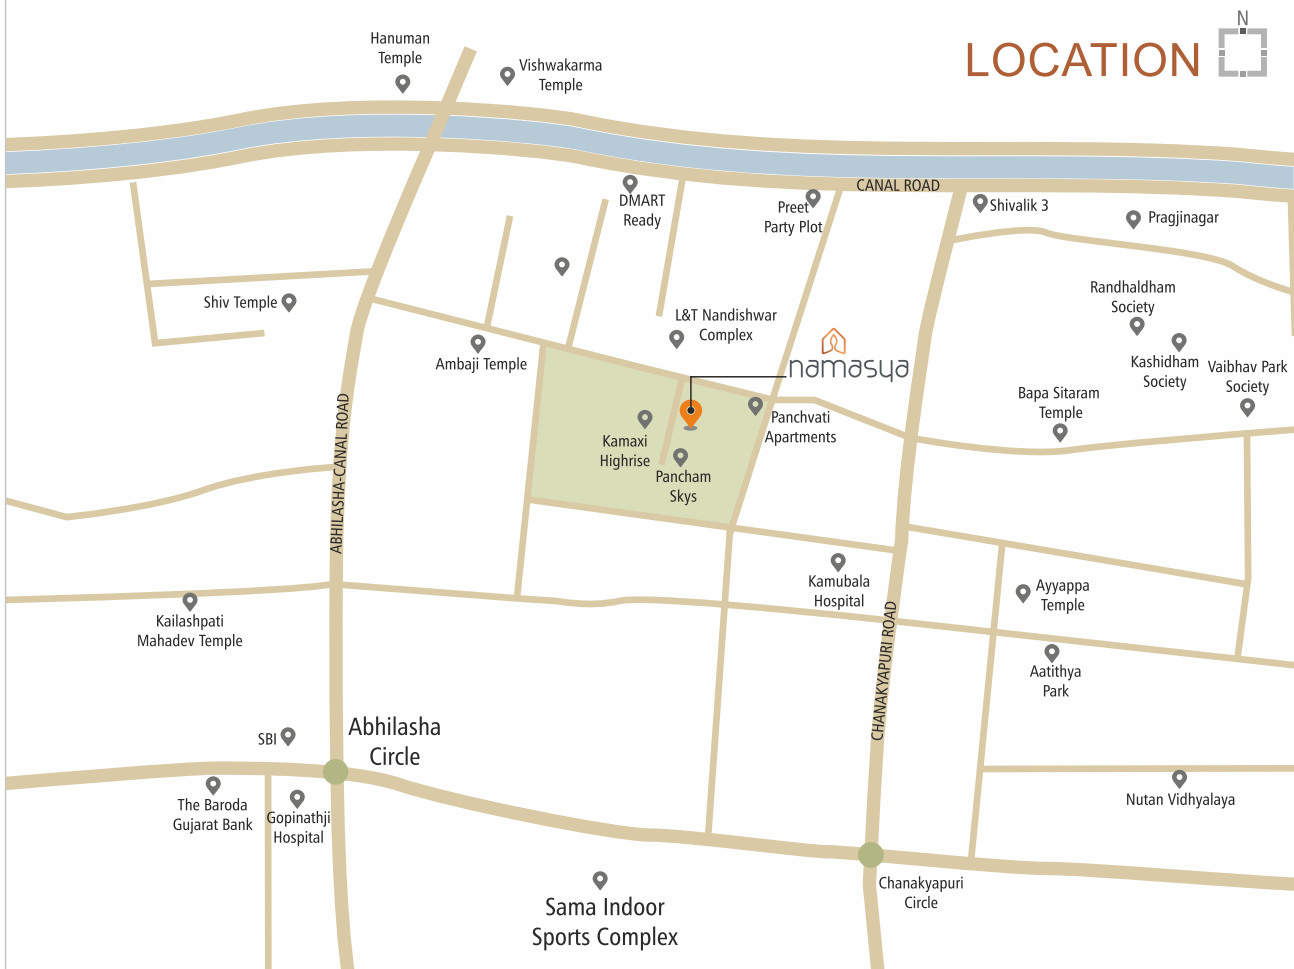 N
LOCATION
Hanuman
Temple
Vishwakarma
Temple
CANAL ROAD
DMART
Ready
Preet
Party Plot
Shivalik 3
Pragjinagar
Shiv Temple
Randhaldham
Society
L&T Nandishwar
Complex
Ambaji Temple
namasya
Kashidham
Society
Vaibhav Park
Society
Bapa Sitaram
Temple
Panchvati
Apartments
Kamaxi
Highrise
Pancham
Skys
ABHILASHA-CANAL ROAD
Kamubala
Hospital
Ayyappa
Temple
Kailashpati
Mahadev Temple
CHANAKYAPURI ROAD
Aatithya
Park
Abhilasha
Circle
SBI
The Baroda
Gujarat Bank
Gopinathji
Hospital
Nutan Vidhyalaya
Chanakyapuri
Circle
Sama Indoor
Sports Complex